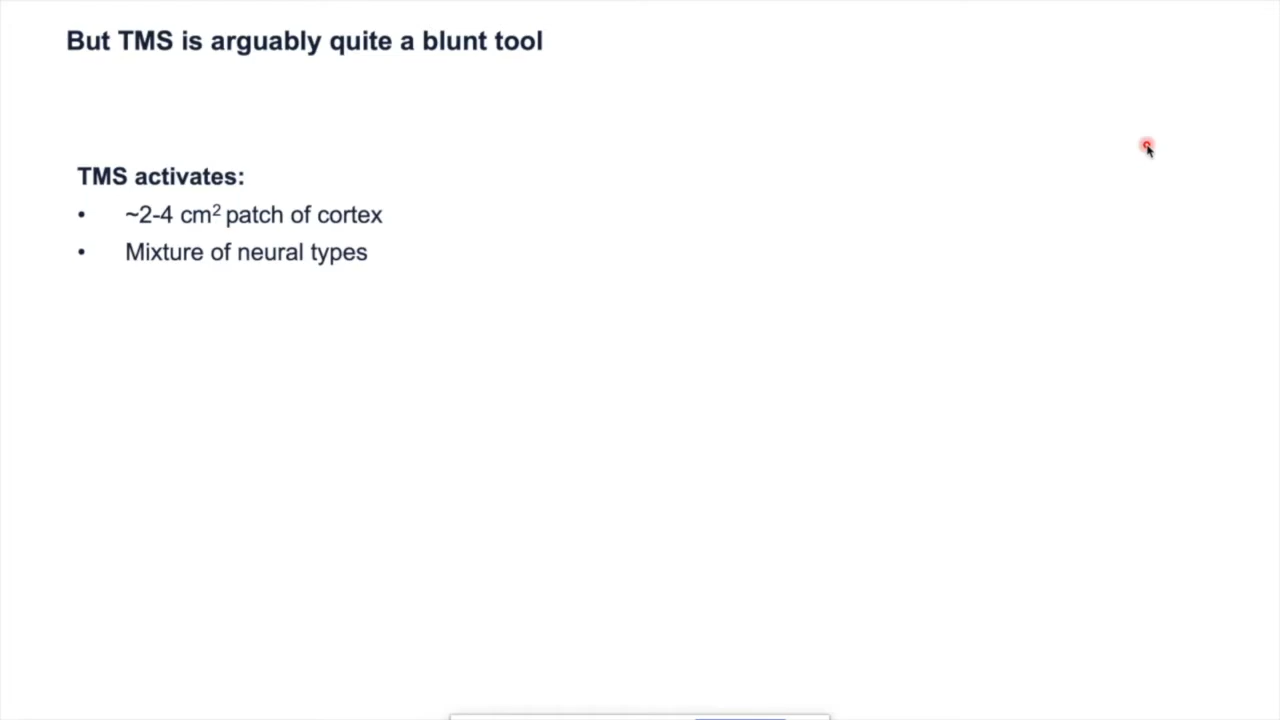 But TMS is arguably quite a blunt tool
TMS activates:
• ~2-4 cm² patch of cortex
• Mixture of neural types